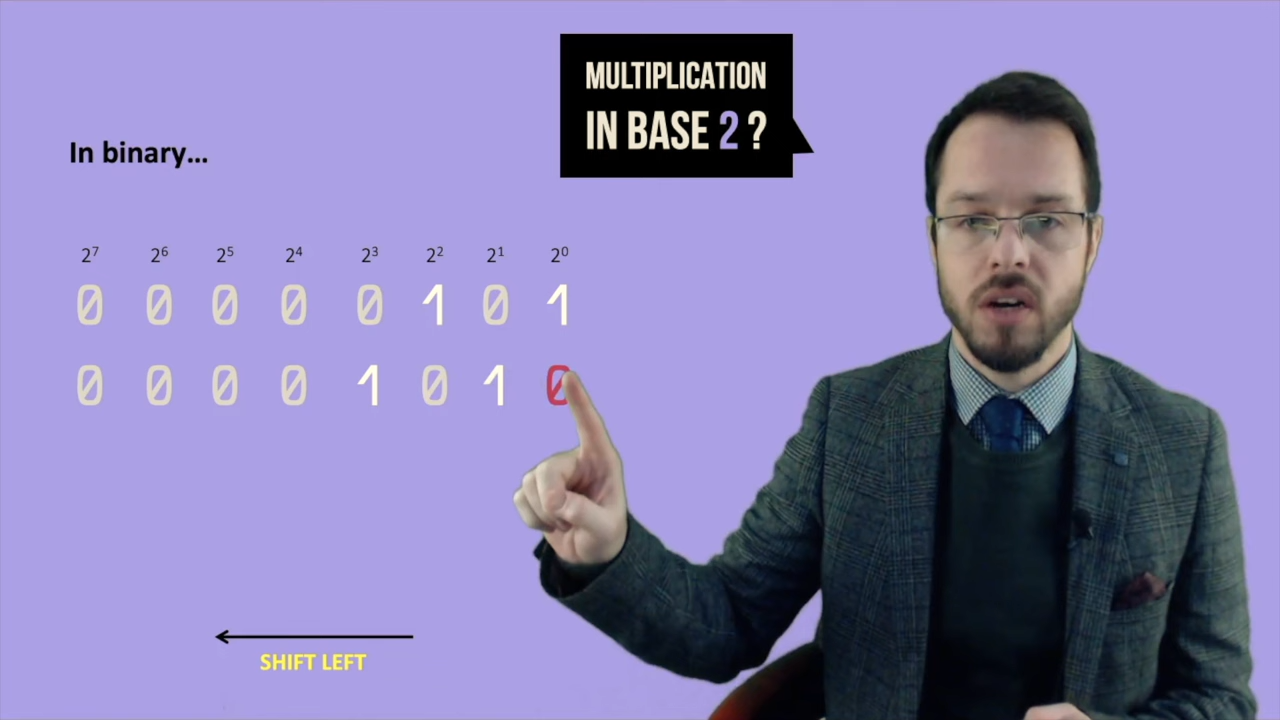 MULTIPLICATION
IN BASE 2 ?
In binary...
2⁷ 2⁶ 2⁵ 2⁴ 2³ 2² 2¹ 2⁰
0 0 0 0 0 1 0 1
0 0 0 0 1 0 1 0
SHIFT LEFT